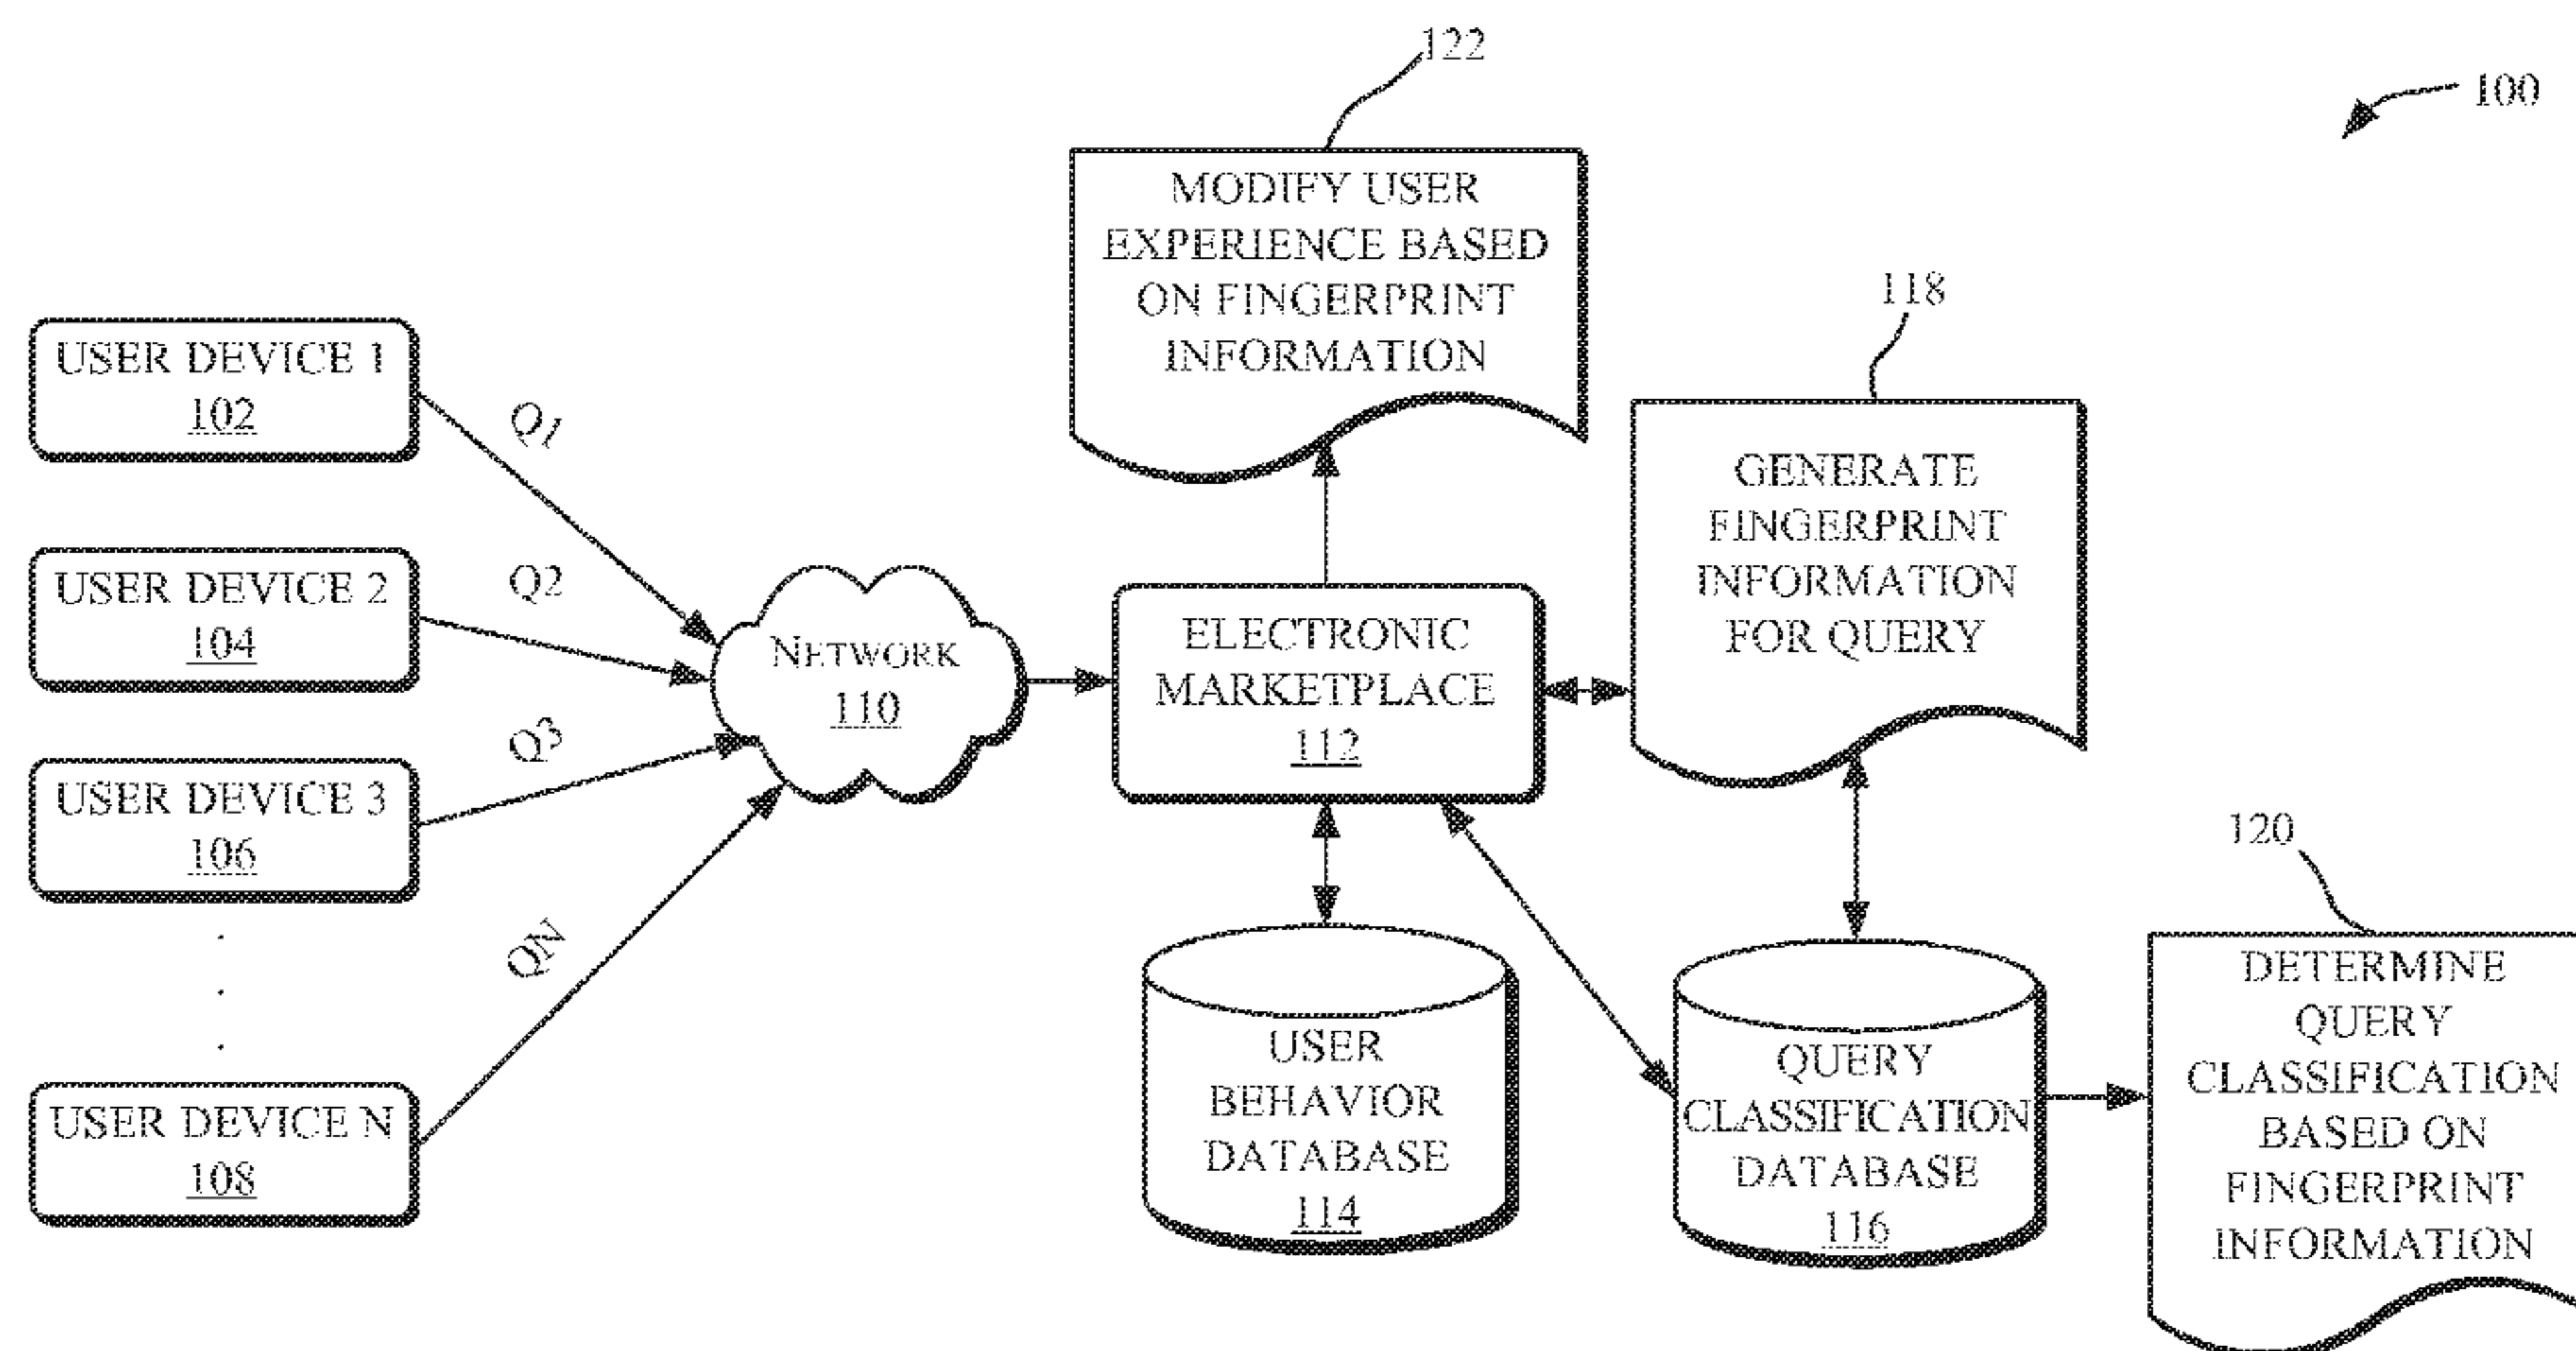 122
100
MODIFY USER
EXPERIENCE BASED
ON FINGERPRINT
INFORMATION
118
USER DEVICE 1
102
Q1
GENERATE
FINGERPRINT
INFORMATION
FOR QUERY
USER DEVICE 2
104
Q2
NETWORK
110
ELECTRONIC
MARKETPLACE
112
USER DEVICE 3
106
Q3
120
USER DEVICE N
108
QN
USER
BEHAVIOR
DATABASE
114
QUERY
CLASSIFICATION
DATABASE
116
DETERMINE
QUERY
CLASSIFICATION
BASED ON
FINGERPRINT
INFORMATION